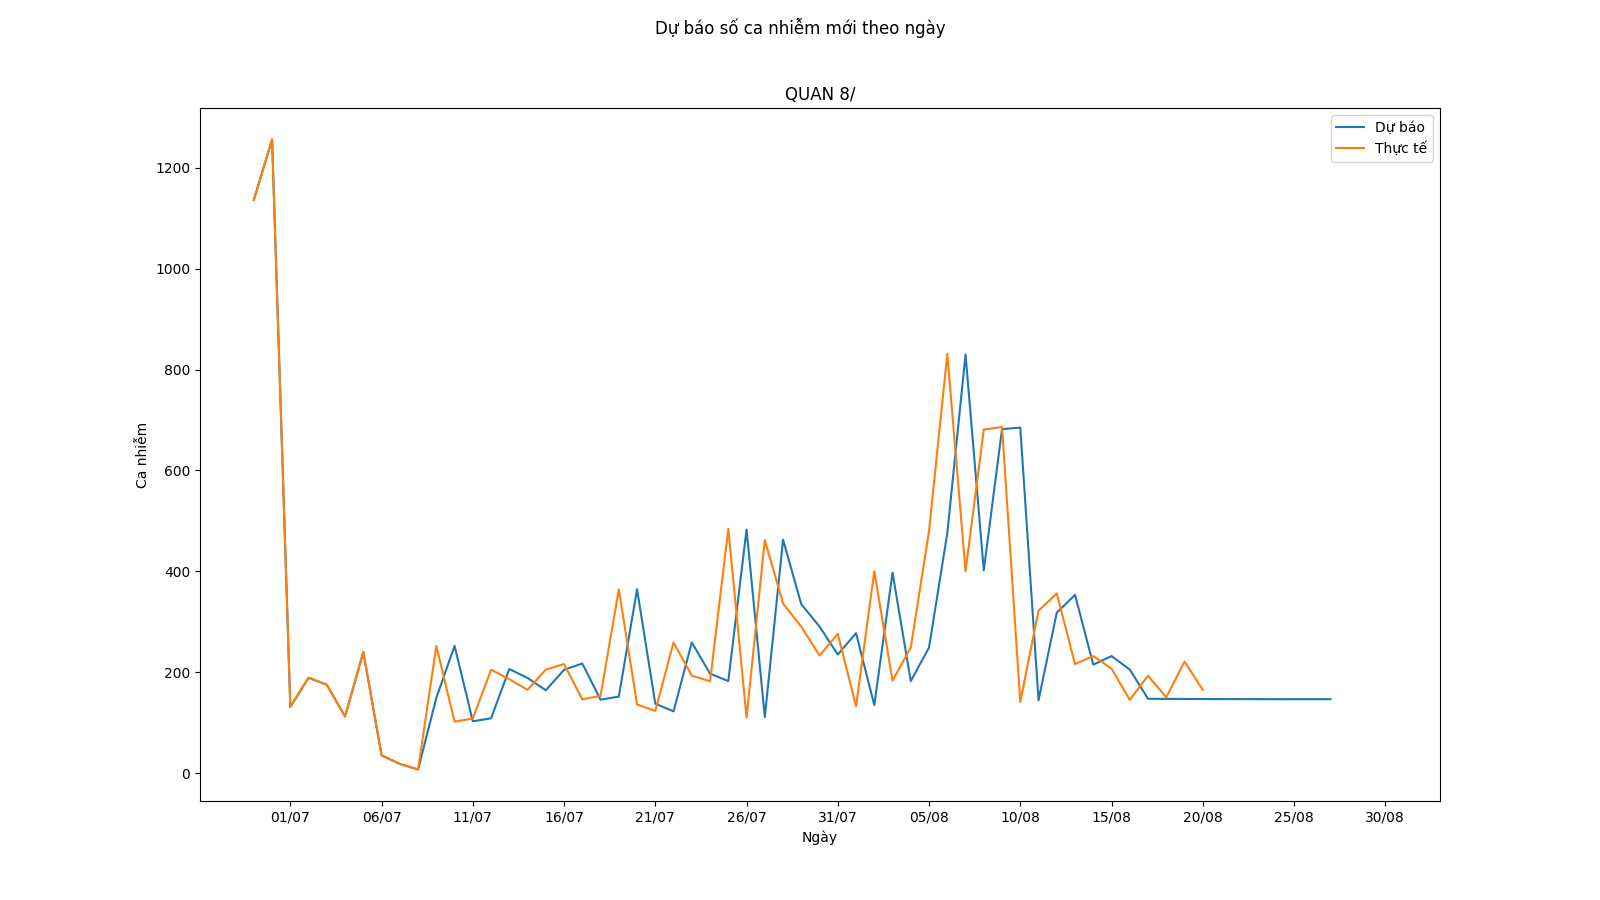 Dự báo số ca nhiễm mới theo ngày
QUAN 8/
Dự báo
Thực tế
1200
1000
800
600
400
200
0
Ca nhiễm
01/07 06/07 11/07 16/07 21/07 26/07 31/07 05/08 10/08 15/08 20/08 25/08 30/08
Ngày